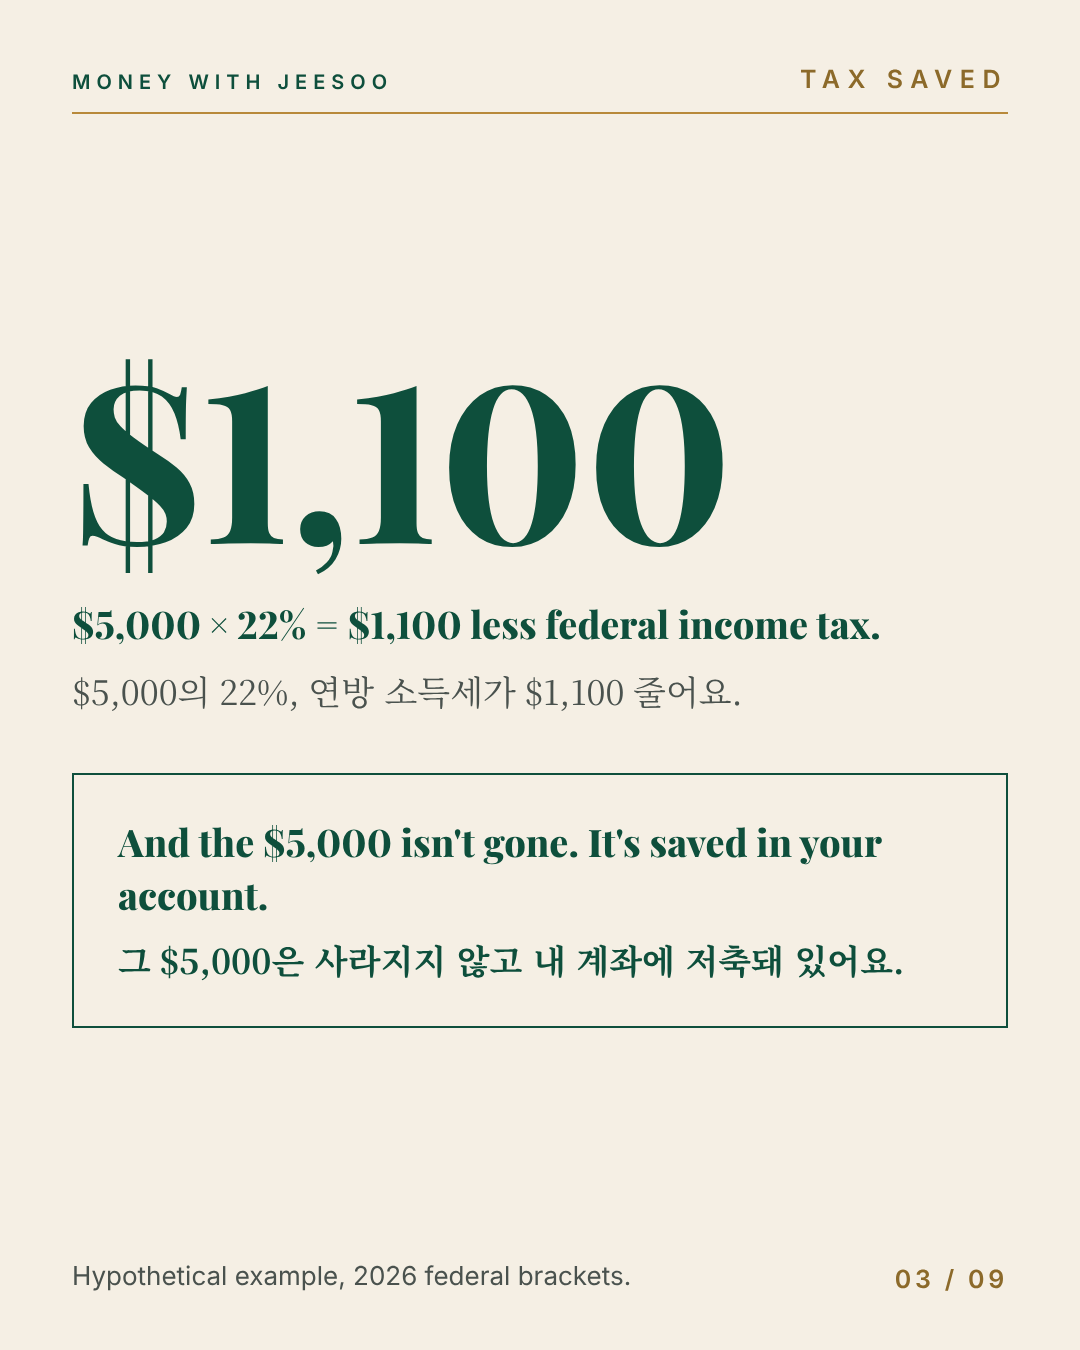 MONEY WITH JEESOO
TAX SAVED
$1,100
$5,000 × 22% = $1,100 less federal income tax.
$5,000의 22%, 연방 소득세가 $1,100 줄어요.
And the $5,000 isn't gone. It's saved in your
account.
그 $5,000은 사라지지 않고 내 계좌에 저축돼 있어요.
Hypothetical example, 2026 federal brackets.
03 / 09